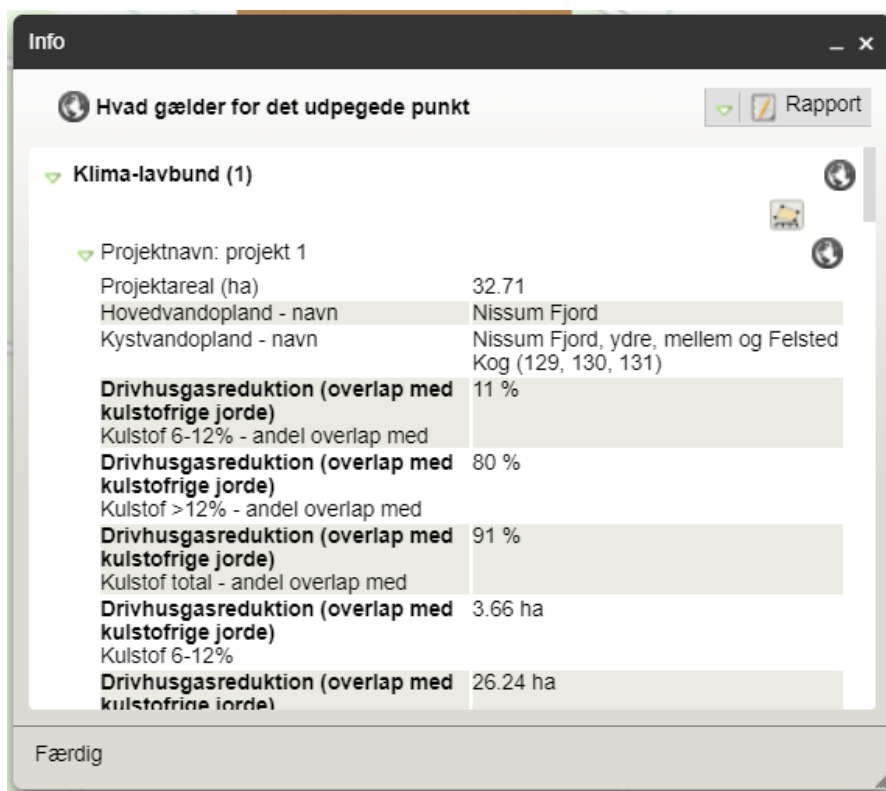 Info
Hvad gælder for det udpegede punkt
Rapport
Klima-lavbund (1)
Projektnavn: projekt 1
Projektareal (ha) 32.71
Hovedvandopland - navn Nissum Fjord
Kystvandopland - navn Nissum Fjord, ydre, mellem og Felsted
Kog (129, 130, 131)
Drivhusgasreduktion (overlap med 11 %
kulstofrige jorde)
Kulstof 6-12% - andel overlap med
Drivhusgasreduktion (overlap med 80 %
kulstofrige jorde)
Kulstof >12% - andel overlap med
Drivhusgasreduktion (overlap med 91 %
kulstofrige jorde)
Kulstof total - andel overlap med
Drivhusgasreduktion (overlap med 3.66 ha
kulstofrige jorde)
Kulstof 6-12%
Drivhusgasreduktion (overlap med 26.24 ha
kulstofrige jorde)
Færdig